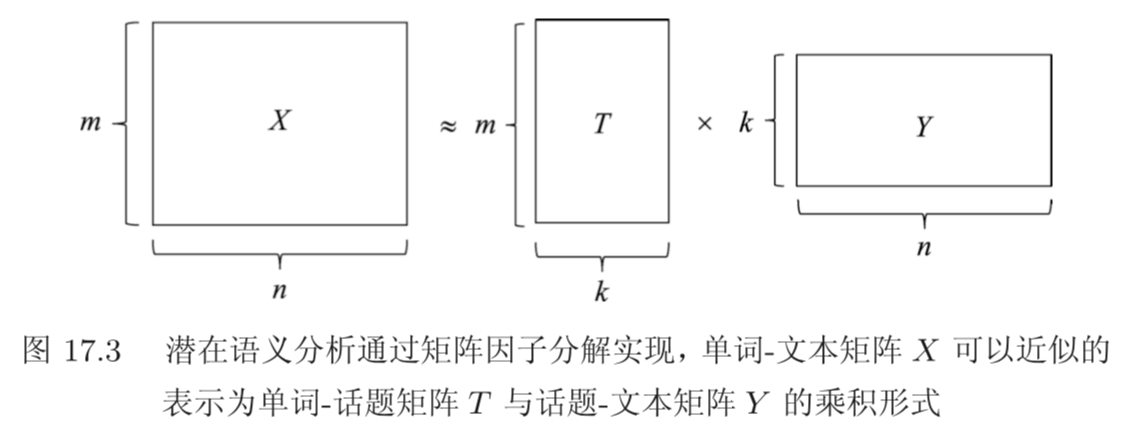 m X ≈ m T × k Y
n k n
图 17.3 潜在语义分析通过矩阵因子分解实现，单词-文本矩阵 X 可以近似的
表示为单词-话题矩阵 T 与话题-文本矩阵 Y 的乘积形式